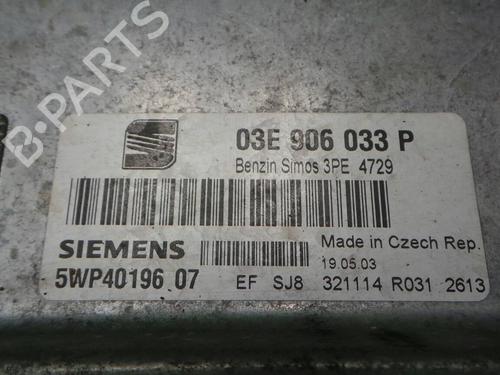 B-PARTS
03E 906 033 P
Benzin Simos 3PE 4729
SIEMENS
Made in Czech Rep.
19.05.03
5WP40196 07
EF SJ8 321114 R031 2613